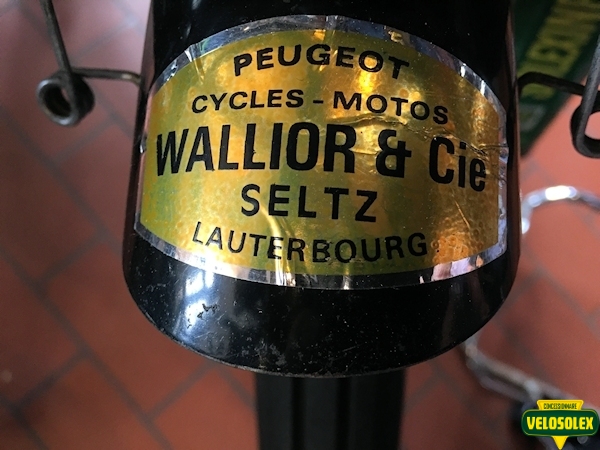 PEUGEOT
CYCLES - MOTOS
WALLIOR & Cie
SELTZ
LAUTERBOURG
CONCESSIONNAIRE
VELOSOLEX